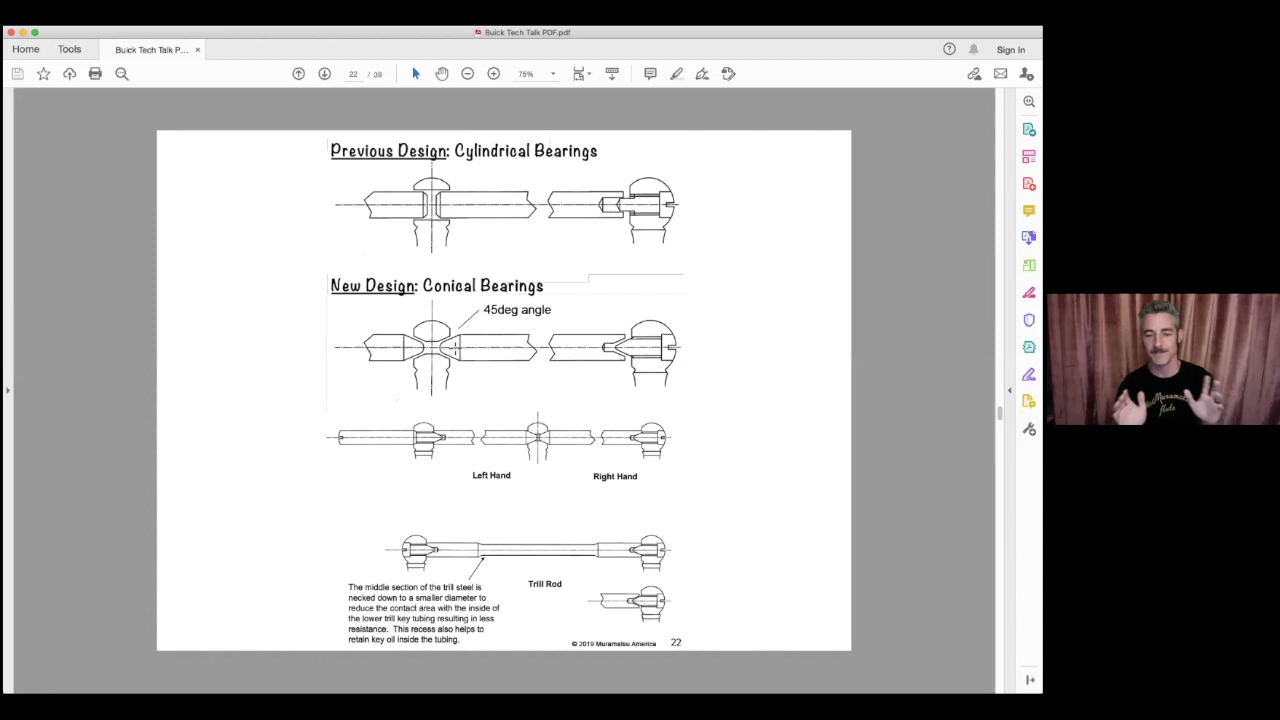 Buick Tech Talk PDF.pdf
Home
Tools
Buick Tech Talk P...
Sign In
22 / 39
75%
Previous Design: Cylindrical Bearings
New Design: Conical Bearings
45deg angle
Left Hand
Right Hand
Trill Rod
The middle section of the trill steel is
necked down to a smaller diameter to
reduce the contact area with the inside of
the lower trill key tubing resulting in less
resistance. This recess also helps to
retain key oil inside the tubing.
© 2019 Muramatsu America
22
flute